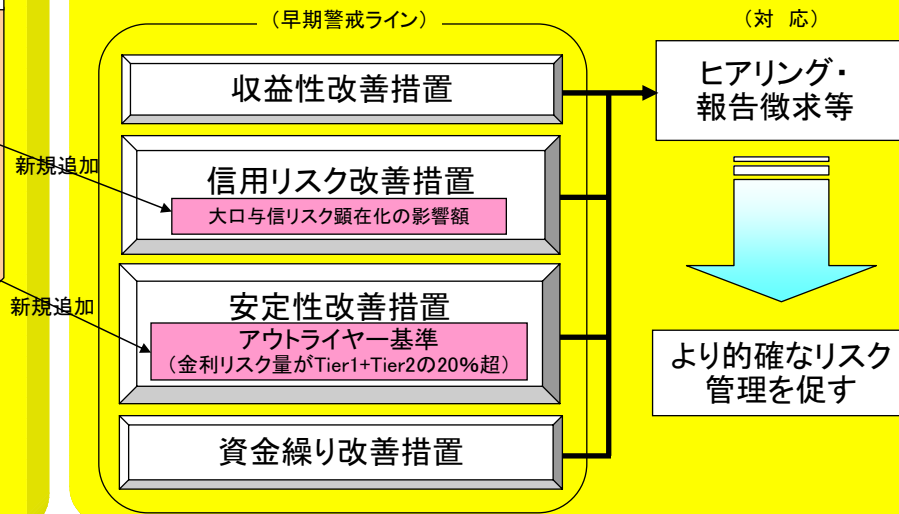 （早期警戒ライン）
（対 応）
収益性改善措置
ヒアリング・
報告徴求等
新規追加
信用リスク改善措置
大口与信リスク顕在化の影響額
新規追加
安定性改善措置
アウトライヤー基準
（金利リスク量がTier1+Tier2の20%超）
より的確なリスク
管理を促す
資金繰り改善措置